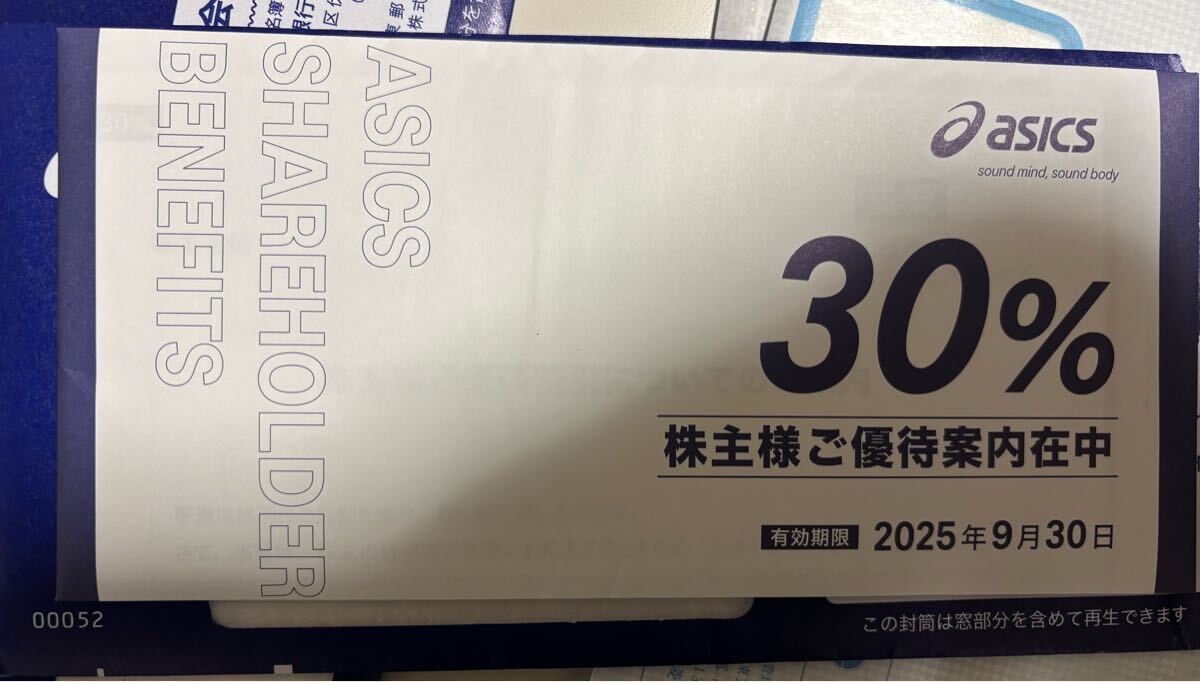 ASICS
SHAREHOLDER
BENEFITS
asics
sound mind, sound body
30%
株主様ご優待案内在中
有効期限 2025年9月30日
00052
この封筒は窓部分を含めて再生できます